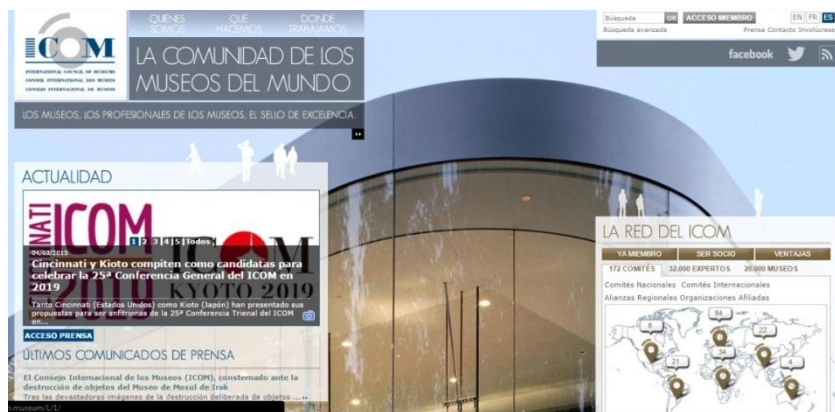 QUIENES SOMOS
QUÉ HACEMOS
DONDE TRABAJAMOS
ICOM
INTERNATIONAL COUNCIL OF MUSEUMS
CONSEIL INTERNATIONAL DES MUSÉES
CONSEJO INTERNACIONAL DE MUSEOS
LA COMUNIDAD DE LOS
MUSEOS DEL MUNDO
LOS MUSEOS, LOS PROFESIONALES DE LOS MUSEOS, EL SELLO DE EXCELENCIA.
Búsqueda OK ACCESO MIEMBRO EN FR ES
Búsqueda avanzada Prensa Contacto Involúcrese
facebook
ACTUALIDAD
ICOM
1|2|3|4|5|Todos
04/03/2015
Cincinnati y Kioto compiten como candidatas para
celebrar la 25ª Conferencia General del ICOM en
2019
KYOTO 2019
Tanto Cincinnati (Estados Unidos) como Kioto (Japón) han presentado sus
propuestas para ser anfitrionas de la 25ª Conferencia Trienal del ICOM
en...
ACCESO PRENSA
ÚLTIMOS COMUNICADOS DE PRENSA
El Consejo Internacional de los Museos (ICOM), consternado ante la
destrucción de objetos del Museo de Mosul de Irak
Tras las devastadoras imágenes de la destrucción deliberada de objetos ...
.museum/L/1/
LA RED DEL ICOM
YA MIEMBRO SER SOCIO VENTAJAS
172 COMITÉS 32.000 EXPERTOS 20.000 MUSEOS
Comités Nacionales Comités Internacionales
Alianzas Regionales Organizaciones Afiliadas
8
84
22
21
34
4